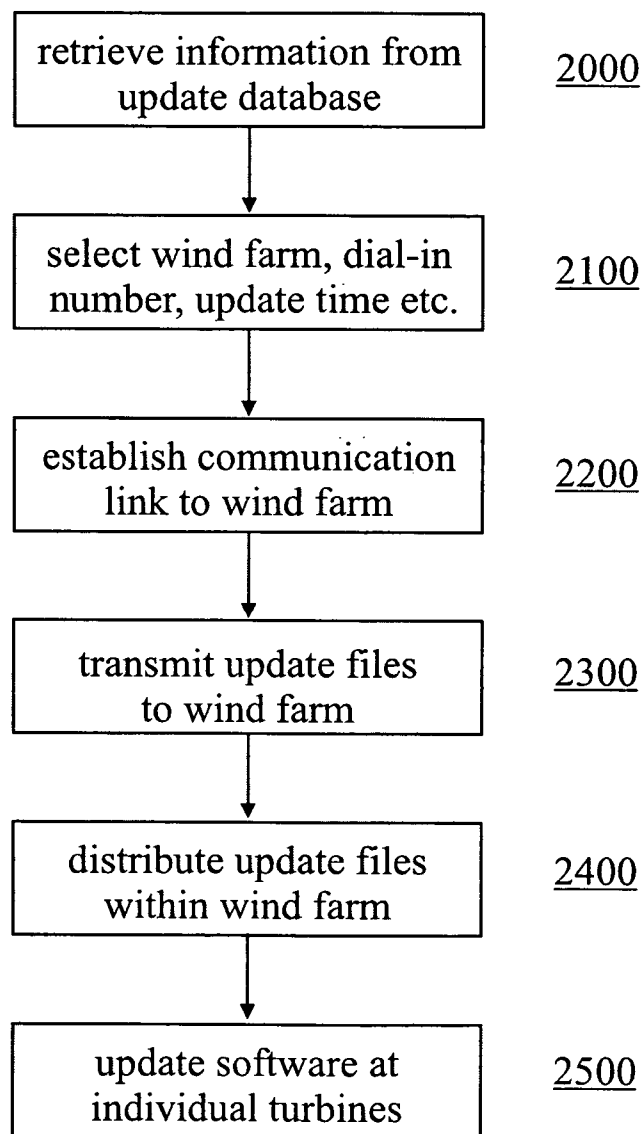 retrieve information from
update database
2000
select wind farm, dial-in
number, update time etc.
2100
establish communication
link to wind farm
2200
transmit update files
to wind farm
2300
distribute update files
within wind farm
2400
update software at
individual turbines
2500